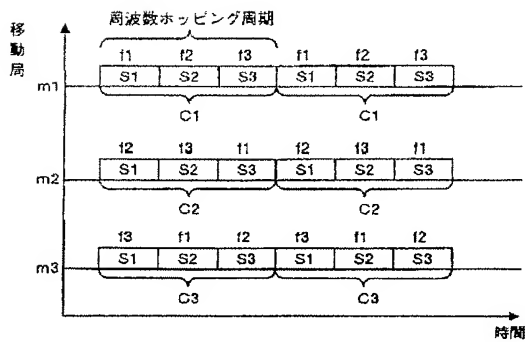 周波数ホッピング周期
移動局
f1 f2 f3 f1 f2 f3
m1 S1 S2 S3 S1 S2 S3
C1 C1
f2 f3 f1 f2 f3 f1
m2 S1 S2 S3 S1 S2 S3
C2 C2
f3 f1 f2 f3 f1 f2
m3 S1 S2 S3 S1 S2 S3
C3 C3
時間